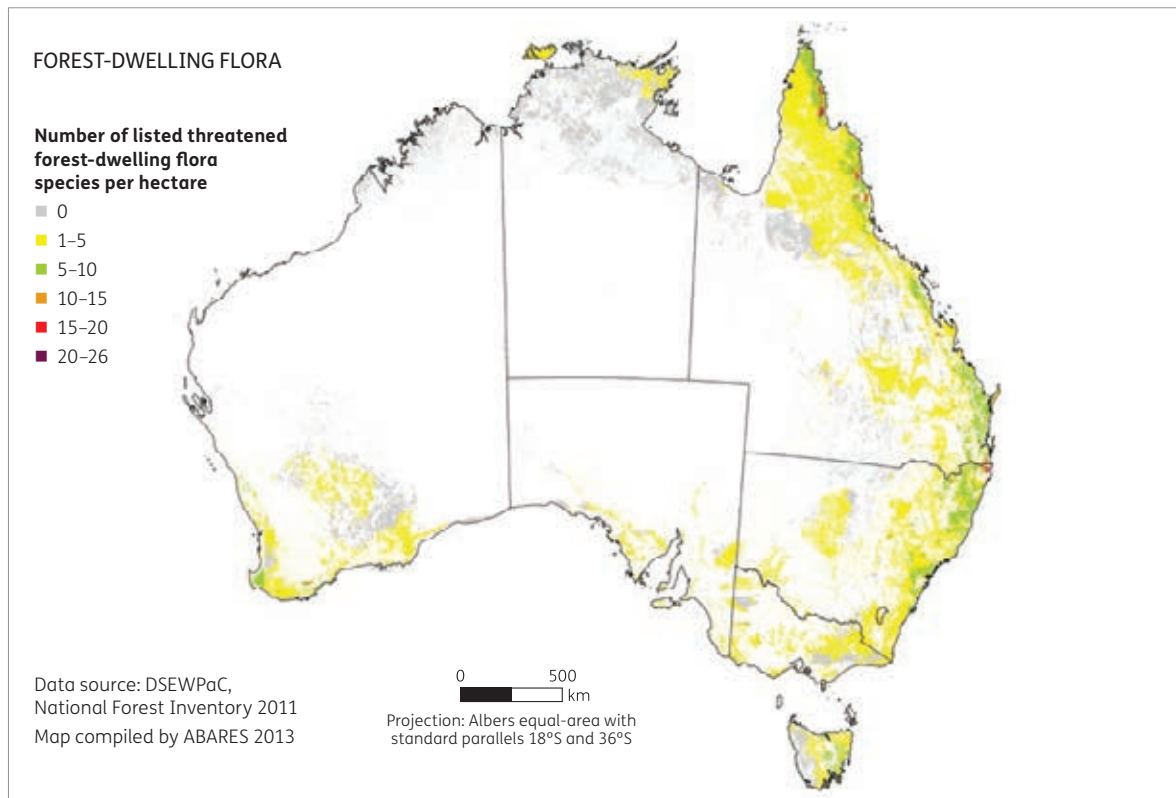 FOREST-DWELLING FLORA
Number of listed threatened
forest-dwelling flora
species per hectare
0
1–5
5–10
10–15
15–20
20–26
Data source: DSEWPaC,
National Forest Inventory 2011
Map compiled by ABARES 2013
0 500
km
Projection: Albers equal-area with
standard parallels 18°S and 36°S